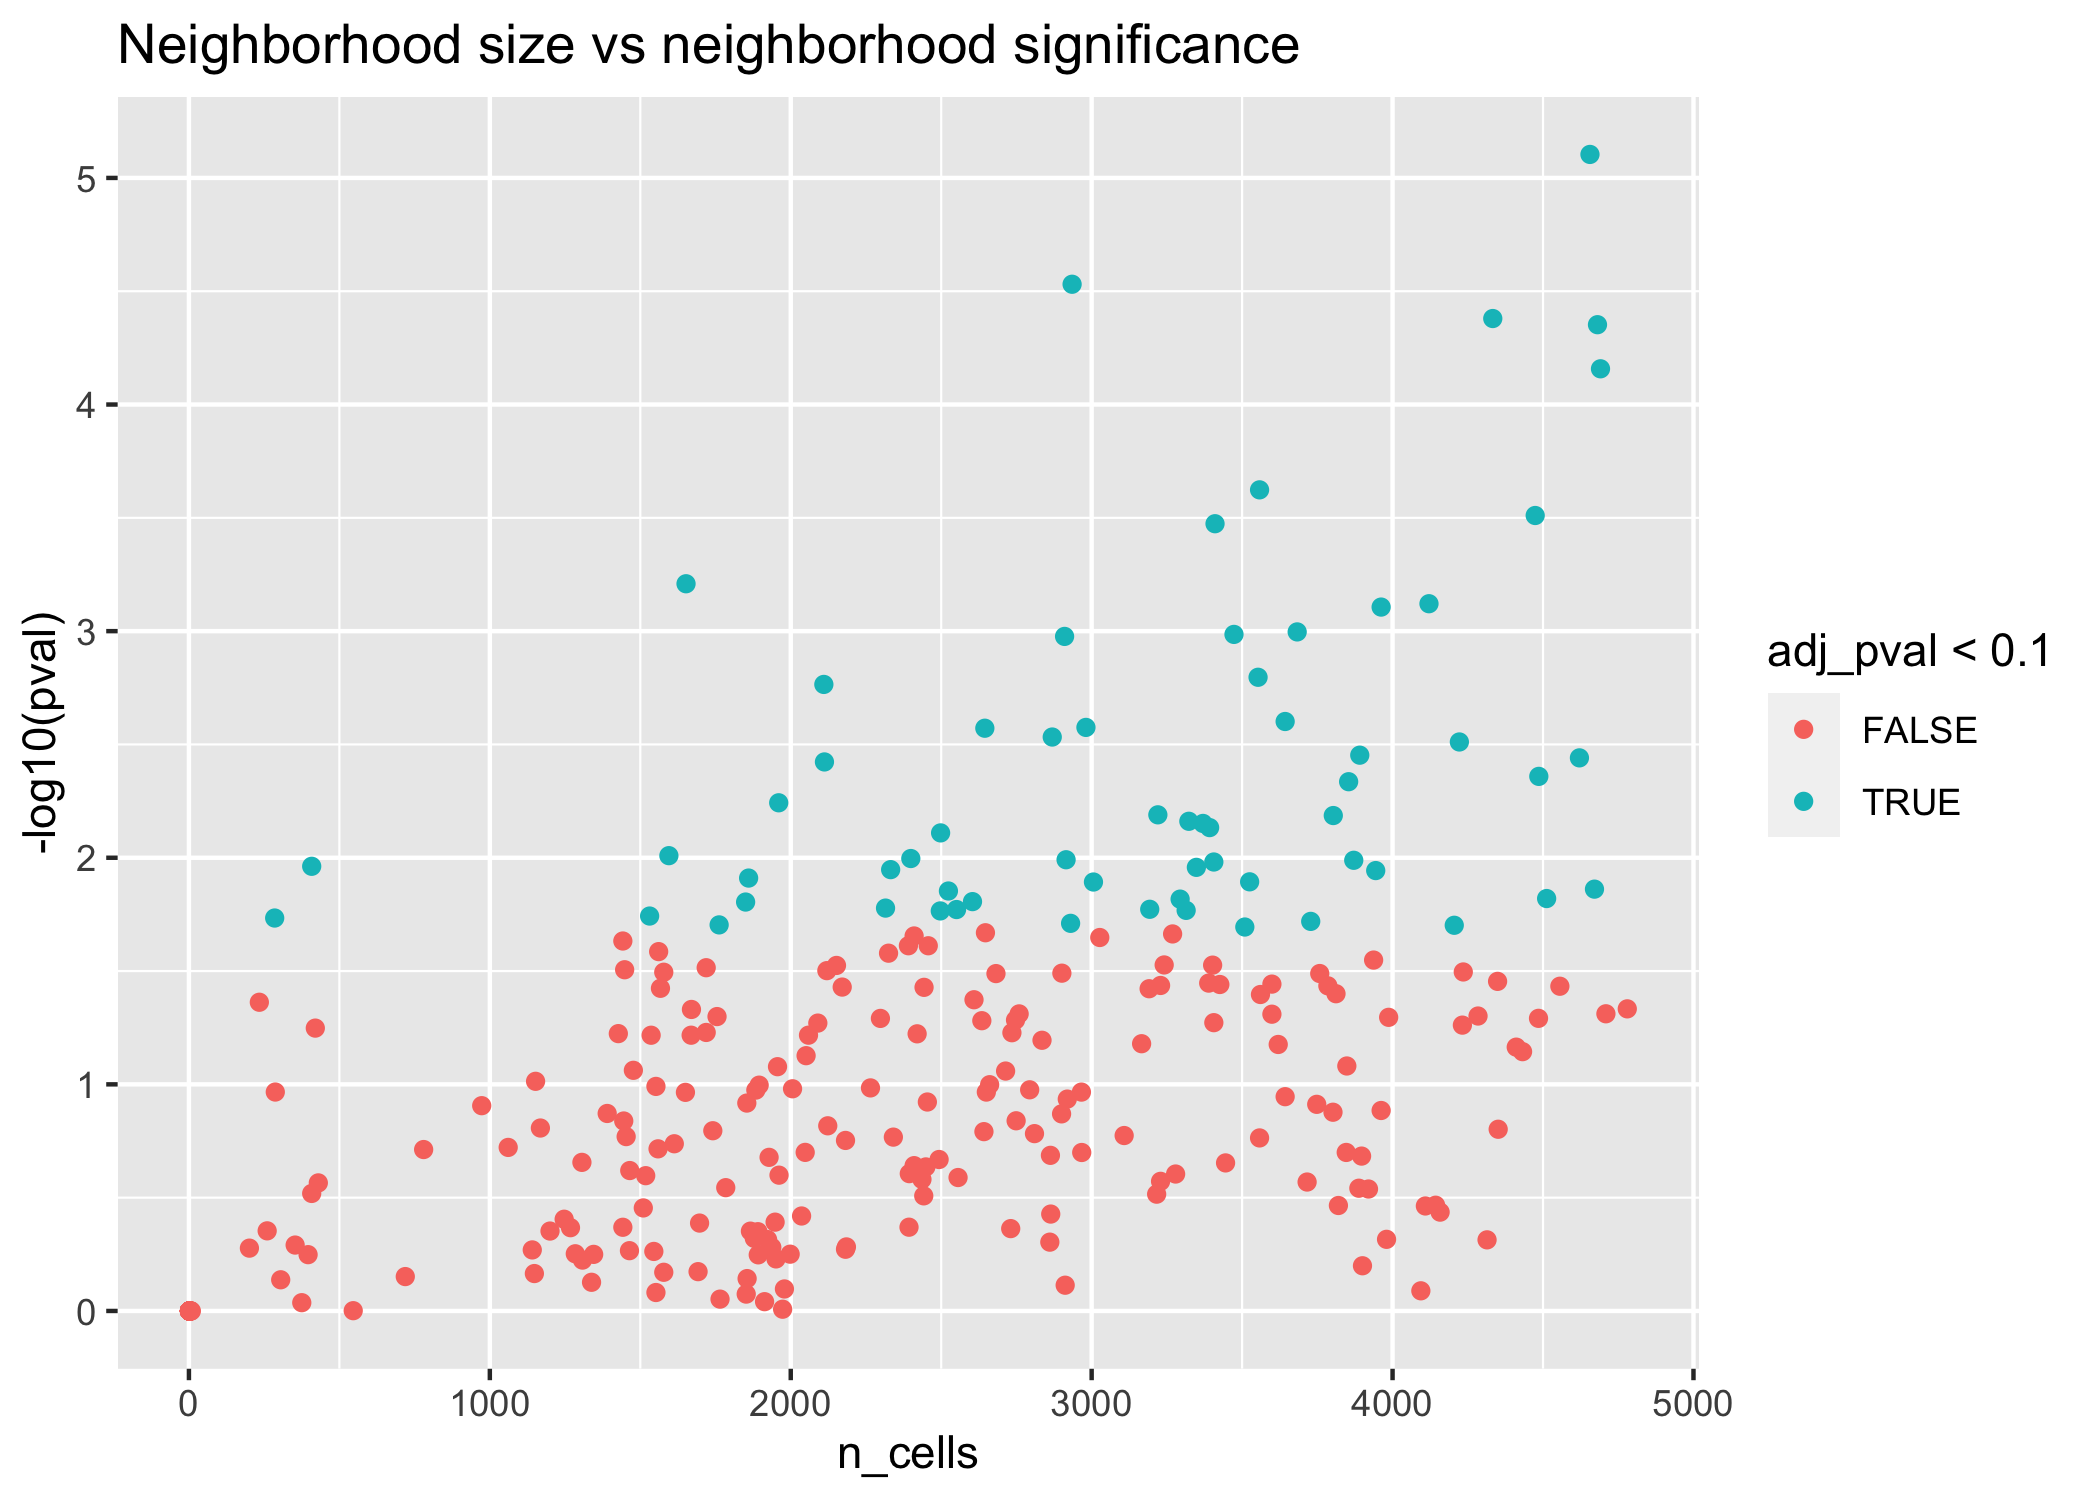 Neighborhood size vs neighborhood significance
-log10(pval)
5
4
3
2
1
0
0 1000 2000 3000 4000 5000
n_cells
adj_pval < 0.1
FALSE
TRUE